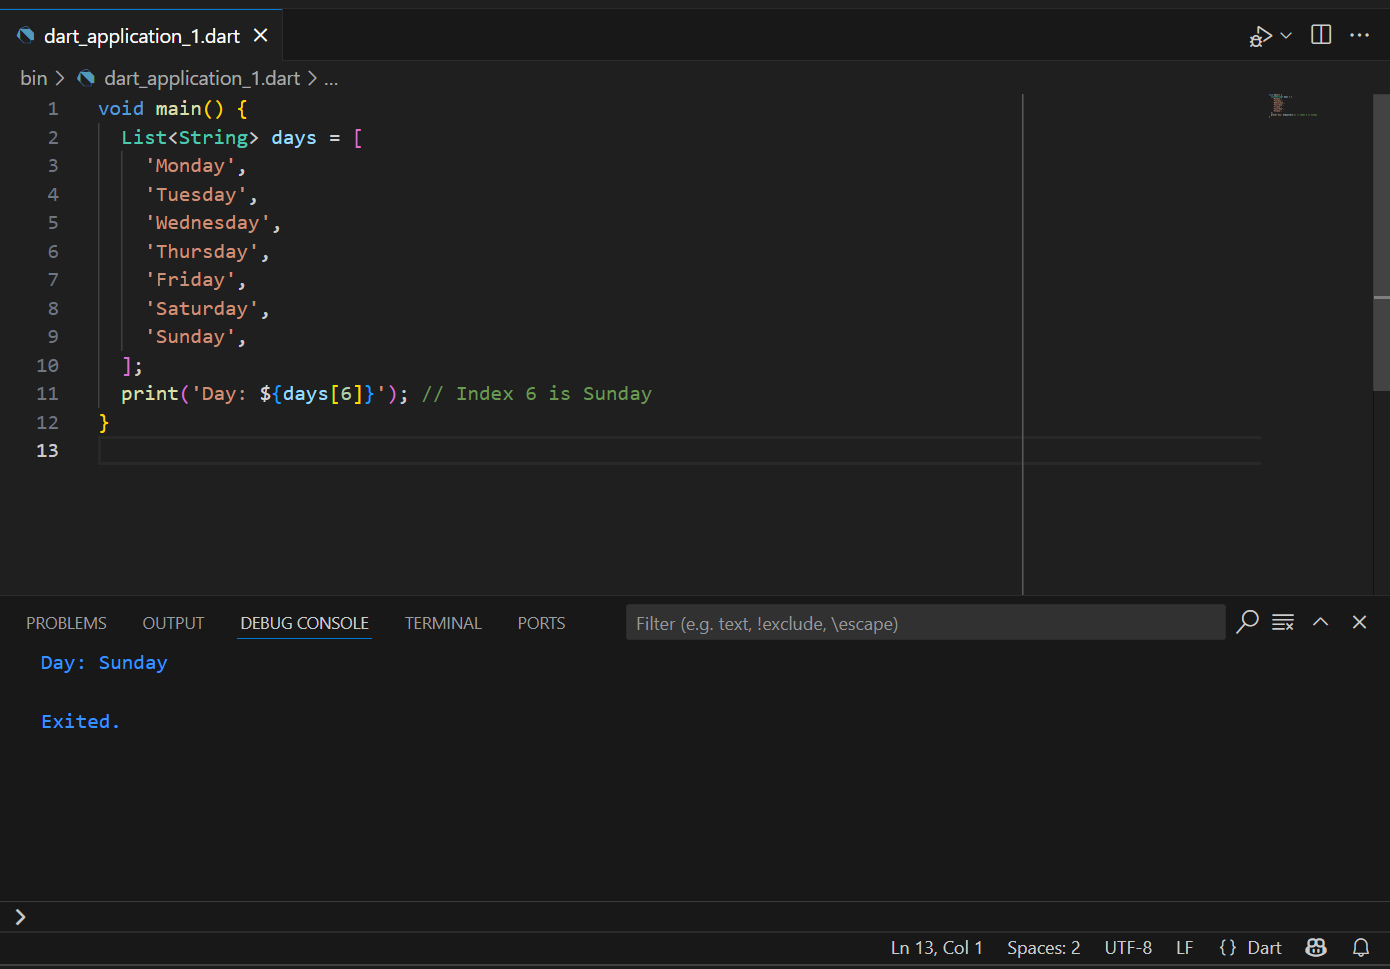 dart_application_1.dart
bin > dart_application_1.dart > ...
1 void main() {
2   List<String> days = [
3     'Monday',
4     'Tuesday',
5     'Wednesday',
6     'Thursday',
7     'Friday',
8     'Saturday',
9     'Sunday',
10   ];
11   print('Day: ${days[6]}'); // Index 6 is Sunday
12 }
13
PROBLEMS OUTPUT DEBUG CONSOLE TERMINAL PORTS Filter (e.g. text, !exclude, \escape)
Day: Sunday
Exited.
Ln 13, Col 1 Spaces: 2 UTF-8 LF {} Dart